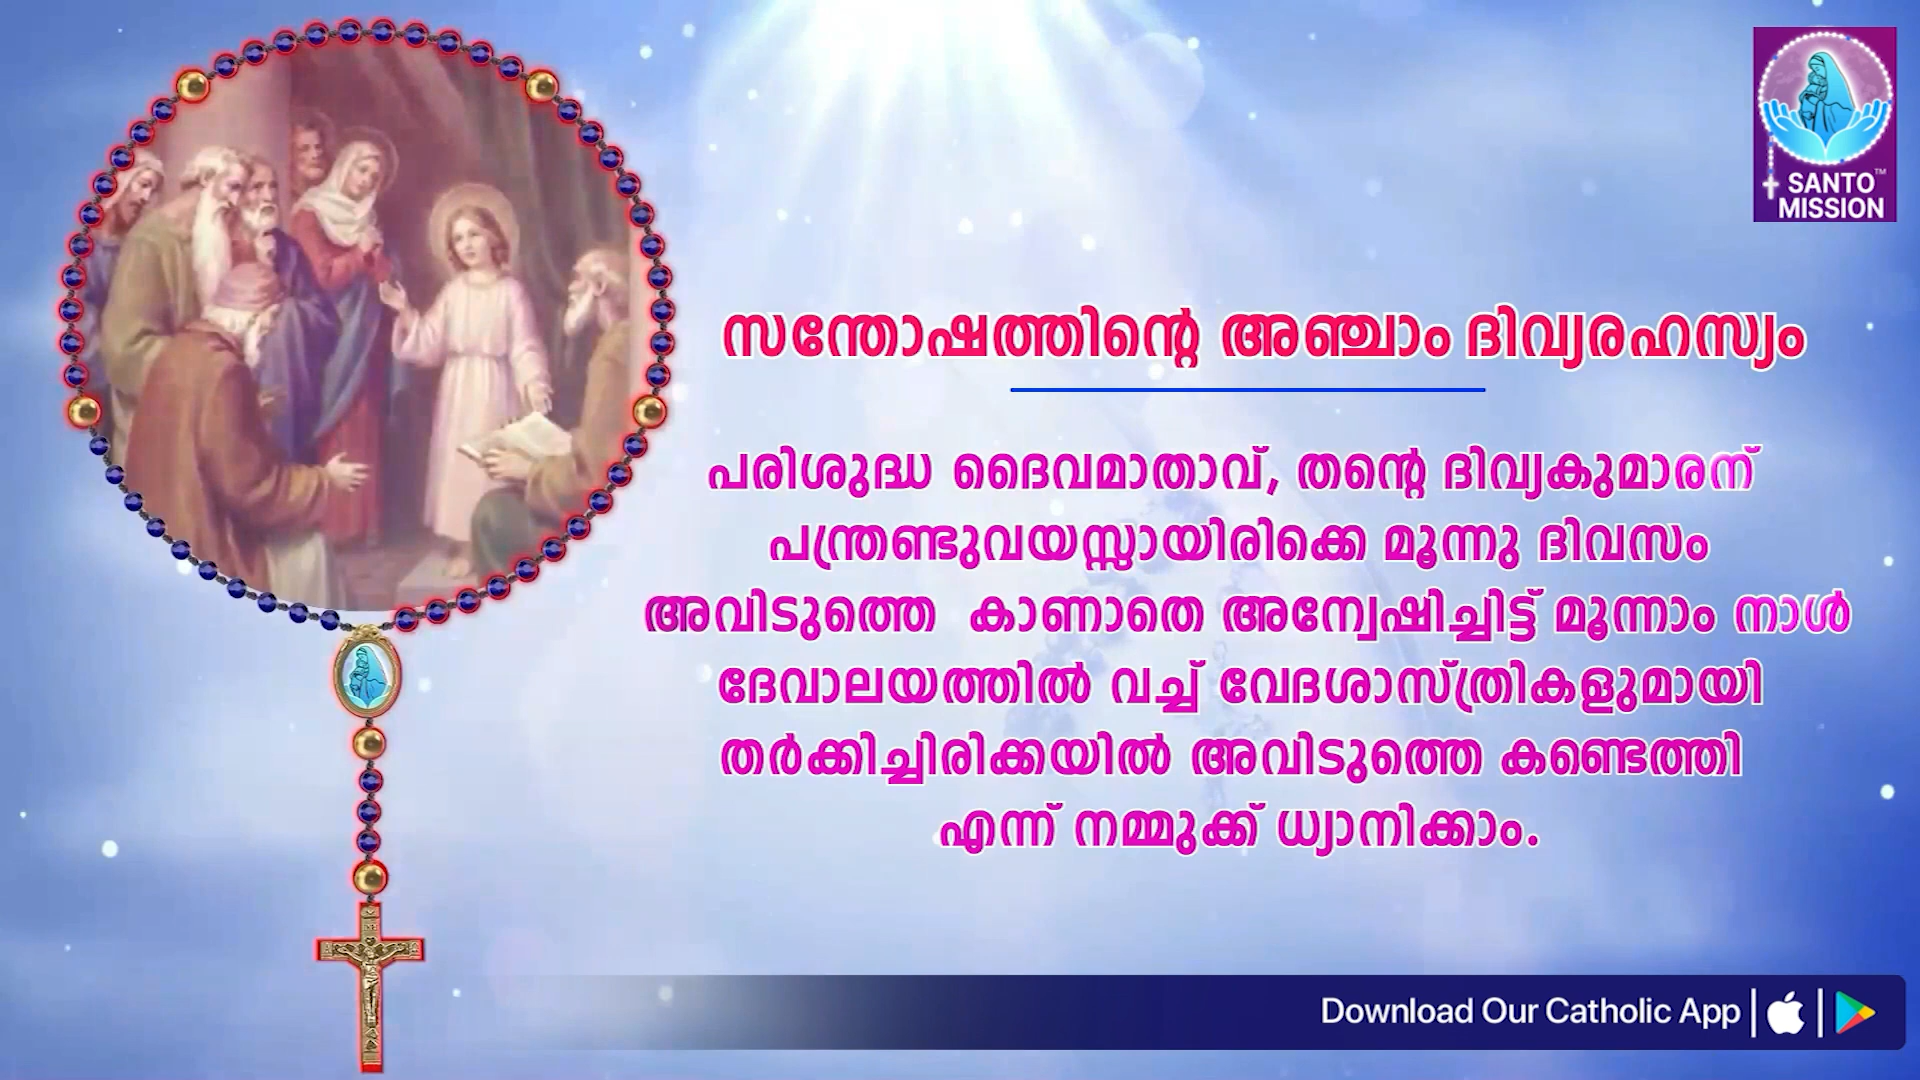 SANTO™
MISSION
സന്തോഷത്തിന്റെ അഞ്ചാം ദിവ്യരഹസ്യം
പരിശുദ്ധ ദൈവമാതാവ്, തന്റെ ദിവ്യകുമാരന്
പന്ത്രണ്ടുവയസ്സായിരിക്കെ മൂന്നു ദിവസം
അവിടുത്തെ കാണാതെ അന്വേഷിച്ചിട്ട് മൂന്നാം നാൾ
ദേവാലയത്തിൽ വച്ച് വേദശാസ്ത്രികളുമായി
തർക്കിച്ചിരിക്കയിൽ അവിടുത്തെ കണ്ടെത്തി
എന്ന് നമ്മുക്ക് ധ്യാനിക്കാം.
Download Our Catholic App